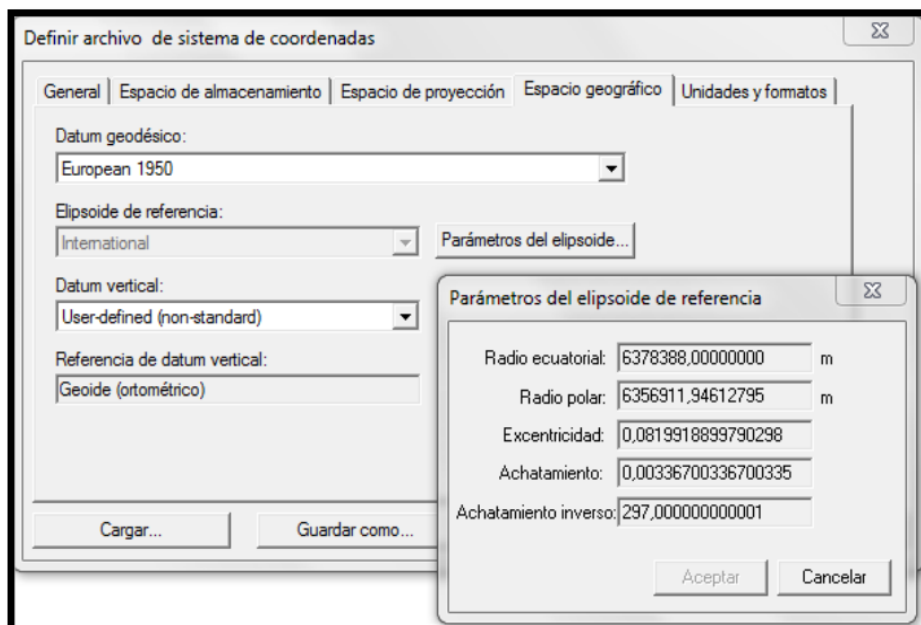 Definir archivo de sistema de coordenadas
General
Espacio de almacenamiento
Espacio de proyección
Espacio geográfico
Unidades y formatos
Datum geodésico:
European 1950
Elipsoide de referencia:
International
Parámetros del elipsoide...
Datum vertical:
User-defined (non-standard)
Referencia de datum vertical:
Geoide (ortométrico)
Cargar...
Guardar como...
Parámetros del elipsoide de referencia
Radio ecuatorial: 6378388,00000000 m
Radio polar: 6356911,94612795 m
Excentricidad: 0,0819918899790298
Achatamiento: 0,00336700336700335
Achatamiento inverso: 297,000000000001
Aceptar
Cancelar